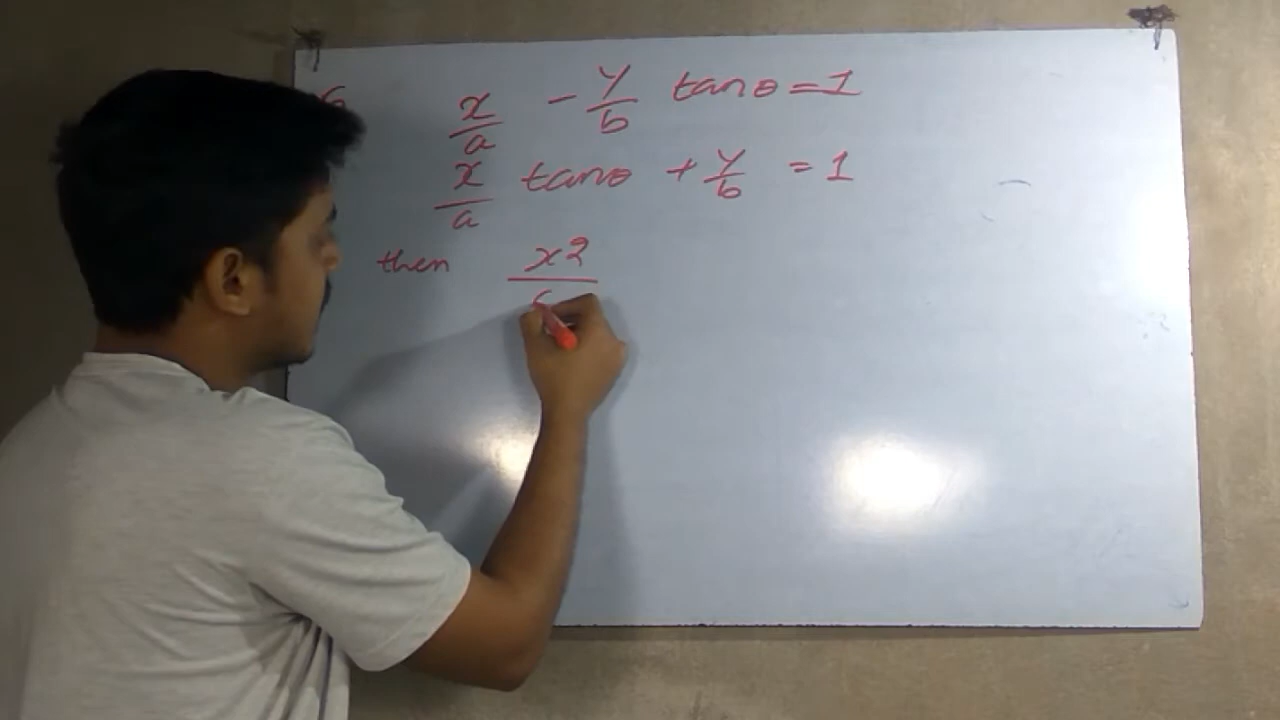 x/a - y/b tanθ = 1
x/a tanθ + y/b = 1
then x2